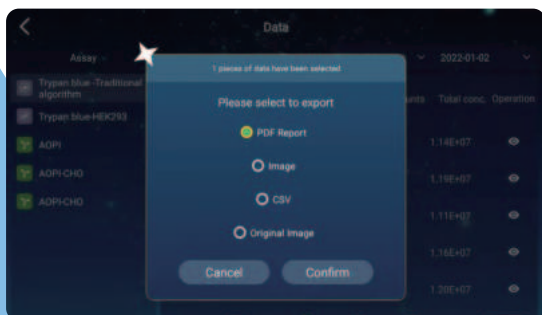 Data
Assay
2022-01-02
Trypan blue -Traditional
algorithm
Trypan blue-HEK293
AOPI
AOPI-CHO
AOPI-CHO
1 pieces of data have been selected
Please select to export
PDF Report
Image
CSV
Original Image
Cancel
Confirm
unts Total conc. Operation
1.14E+07
1.19E+07
1.11E+07
1.16E+07
1.20E+07